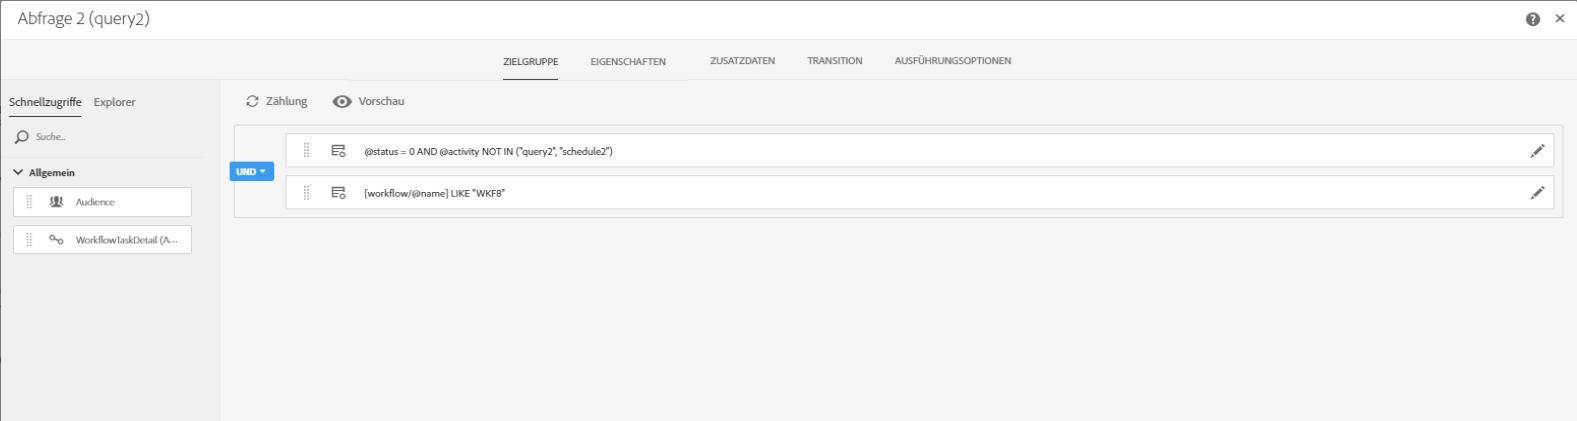 Abfrage 2 (query2)
ZIELGRUPPE EIGENSCHAFTEN ZUSATZDATEN TRANSITION AUSFÜHRUNGSOPTIONEN
Schnellzugriffe Explorer
Suche...
Allgemein
Audience
WorkflowTaskDetail (A...
Zählung Vorschau
UND
@status = 0 AND @activity NOT IN ("query2", "schedule2")
[workflow/@name] LIKE "WKF8"